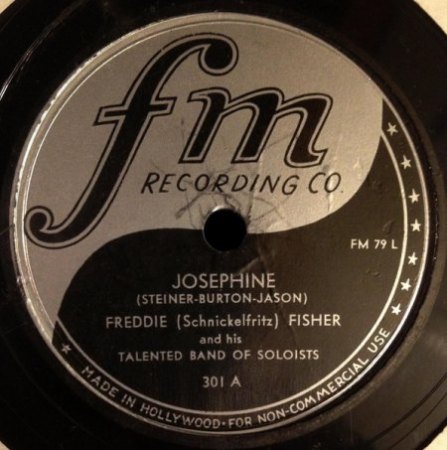 fm
RECORDING CO.
FM 79 L
JOSEPHINE
(STEINER-BURTON-JASON)
FREDDIE (Schnickelfritz) FISHER
and his
TALENTED BAND OF SOLOISTS
301 A
MADE IN HOLLYWOOD · FOR NON-COMMERCIAL USE